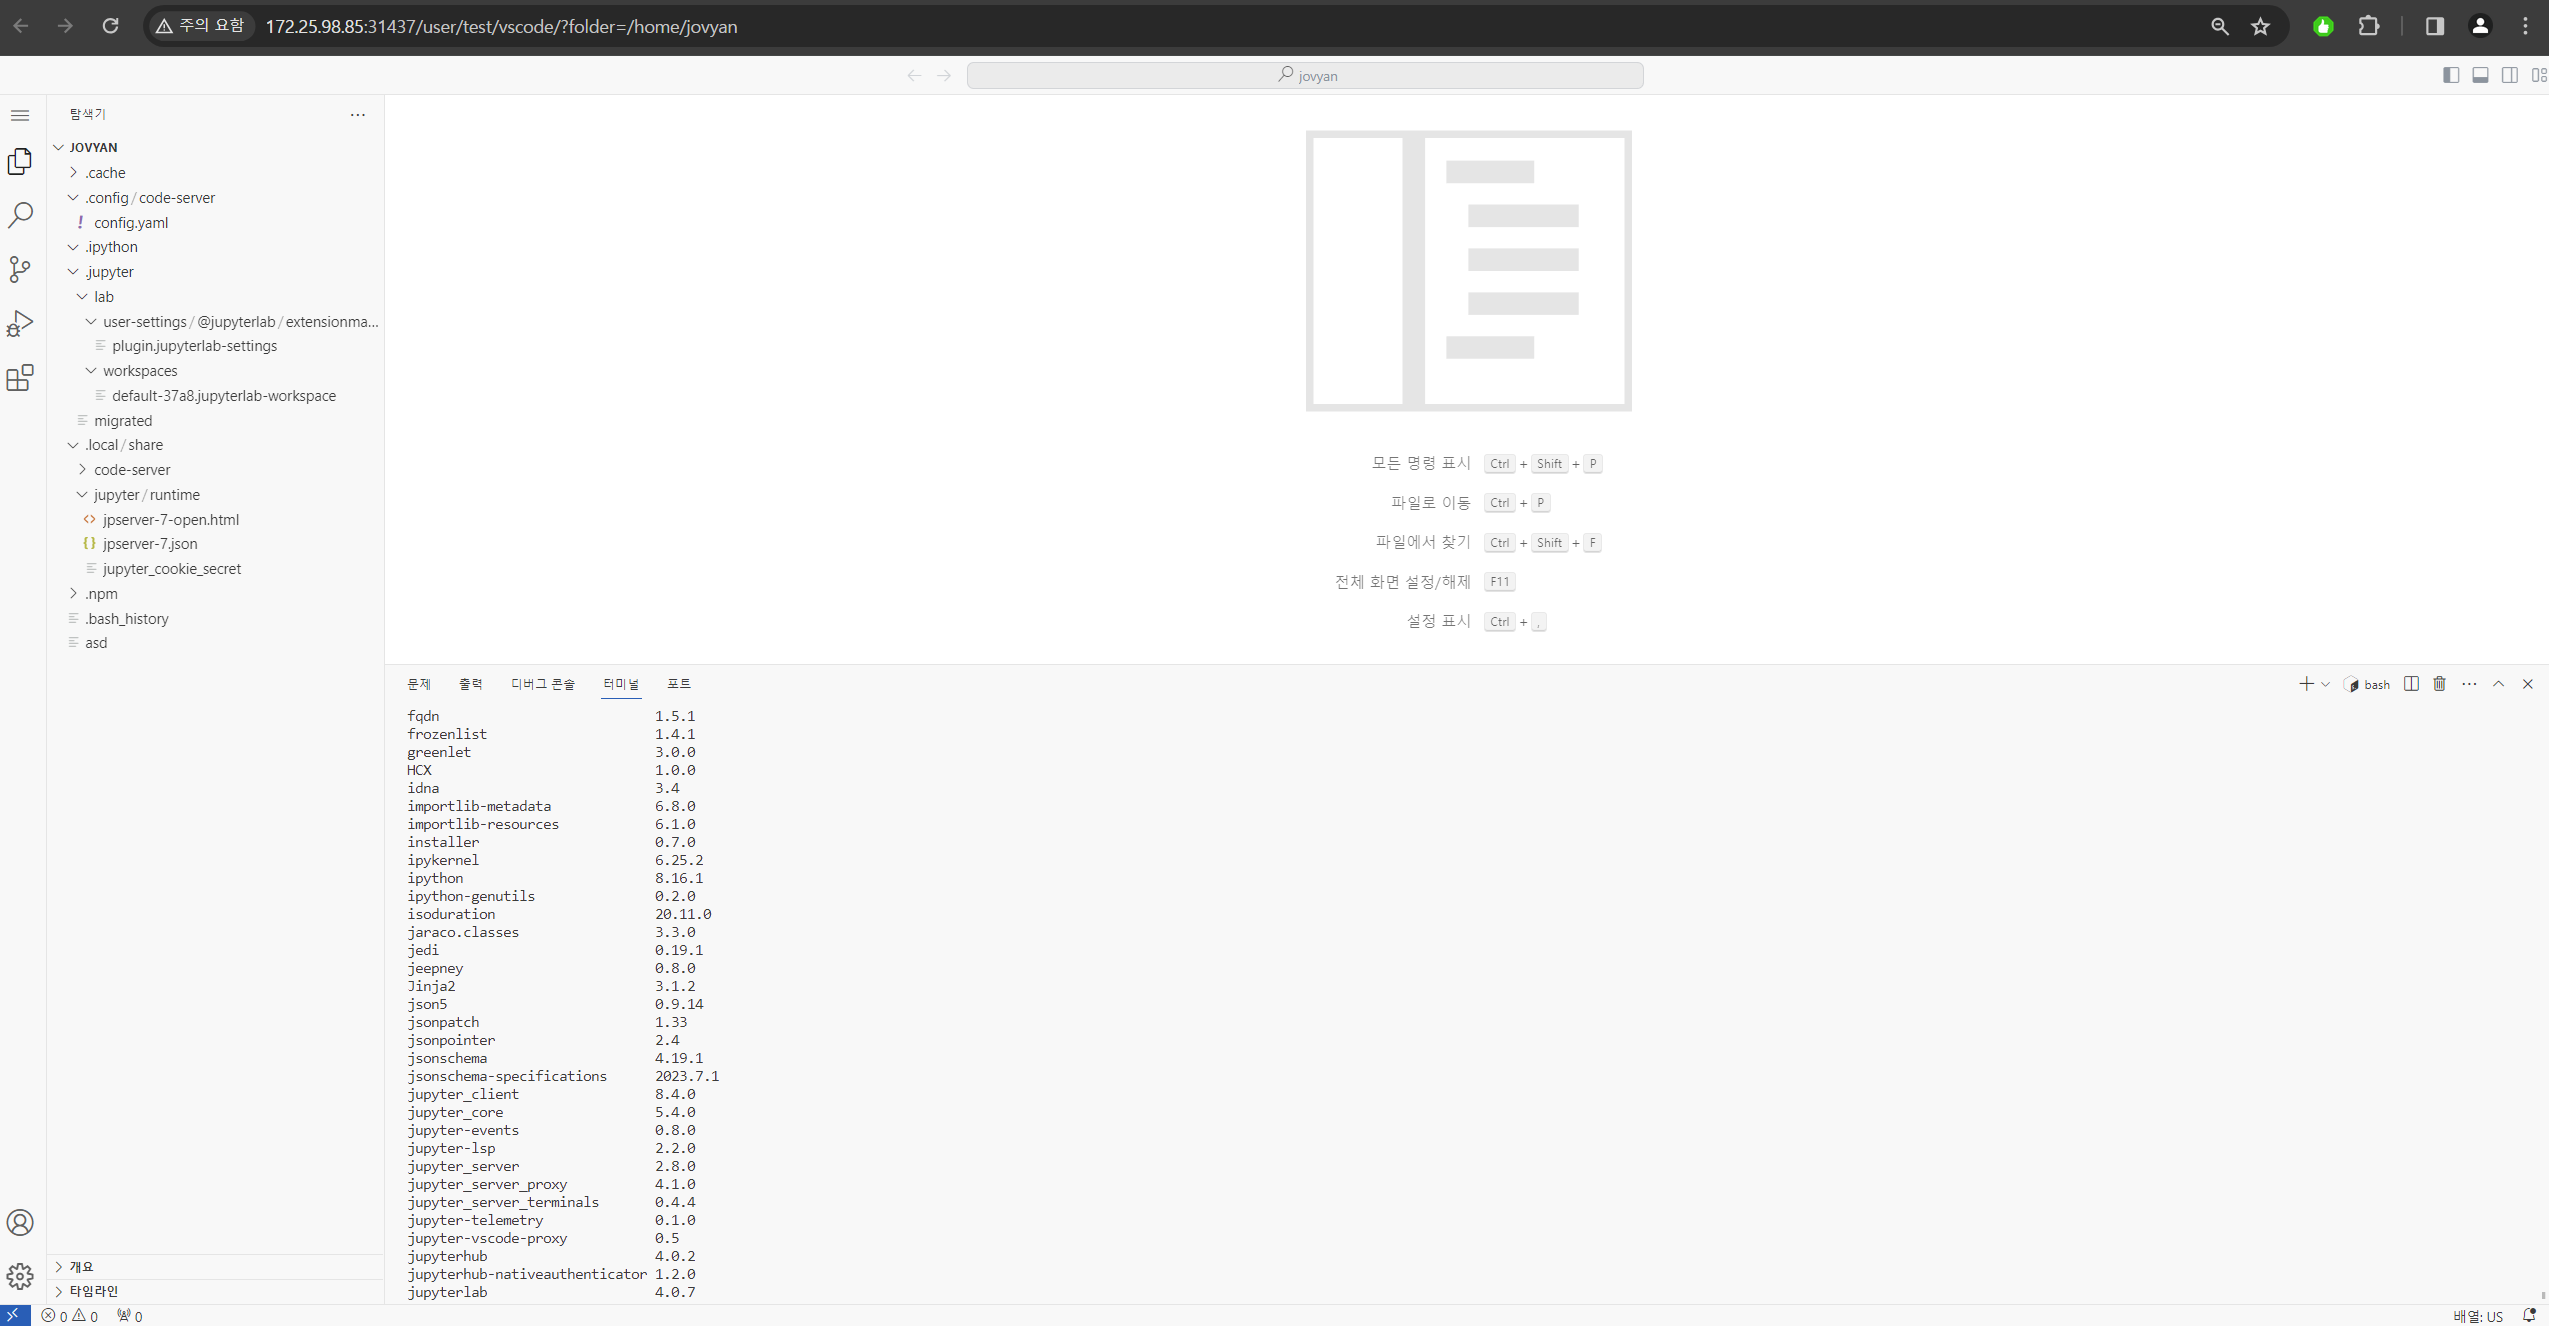 주의 요함 172.25.98.85:31437/user/test/vscode/?folder=/home/jovyan
jovyan
탐색기
JOVYAN
.cache
.config / code-server
config.yaml
.ipython
.jupyter
lab
user-settings / @jupyterlab / extensionma...
plugin.jupyterlab-settings
workspaces
default-37a8.jupyterlab-workspace
migrated
.local / share
code-server
jupyter / runtime
jpserver-7-open.html
jpserver-7.json
jupyter_cookie_secret
.npm
.bash_history
asd
개요
타임라인
모든 명령 표시 Ctrl + Shift + P
파일로 이동 Ctrl + P
파일에서 찾기 Ctrl + Shift + F
전체 화면 설정/해제 F11
설정 표시 Ctrl + ,
문제 출력 디버그 콘솔 터미널 포트
bash
fqdn 1.5.1
frozenlist 1.4.1
greenlet 3.0.0
HCX 1.0.0
idna 3.4
importlib-metadata 6.8.0
importlib-resources 6.1.0
installer 0.7.0
ipykernel 6.25.2
ipython 8.16.1
ipython-genutils 0.2.0
isoduration 20.11.0
jaraco.classes 3.3.0
jedi 0.19.1
jeepney 0.8.0
Jinja2 3.1.2
json5 0.9.14
jsonpatch 1.33
jsonpointer 2.4
jsonschema 4.19.1
jsonschema-specifications 2023.7.1
jupyter_client 8.4.0
jupyter_core 5.4.0
jupyter-events 0.8.0
jupyter-lsp 2.2.0
jupyter_server 2.8.0
jupyter_server_proxy 4.1.0
jupyter_server_terminals 0.4.4
jupyter-telemetry 0.1.0
jupyter-vscode-proxy 0.5
jupyterhub 4.0.2
jupyterhub-nativeauthenticator 1.2.0
jupyterlab 4.0.7
0 0 0
배열: US